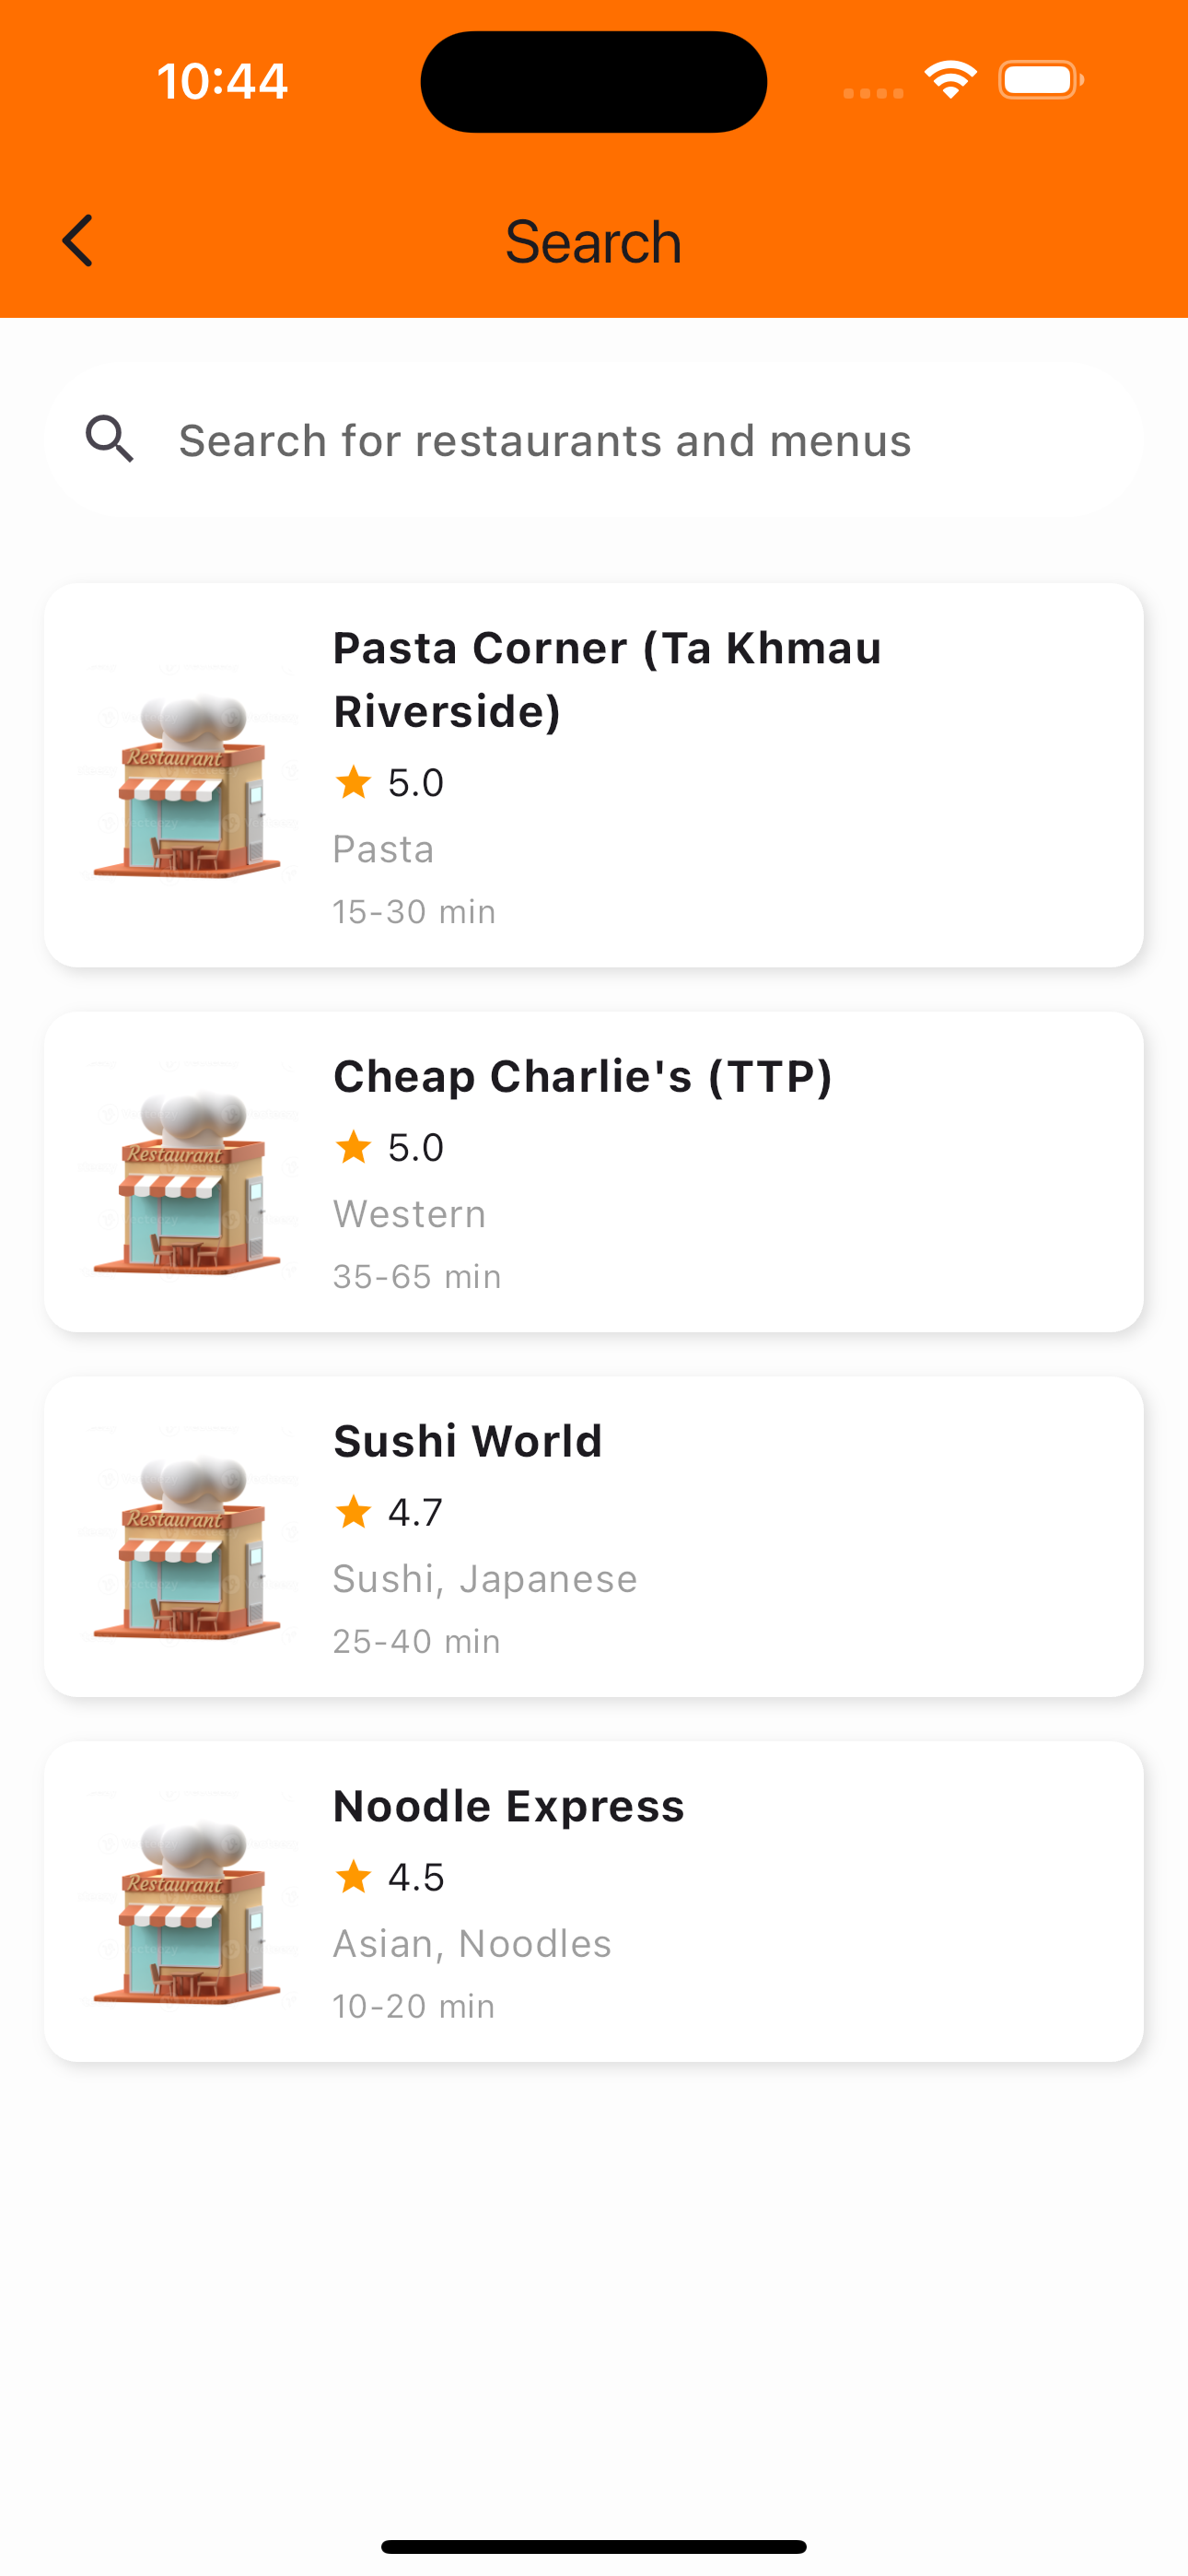 10:44
Search
Search for restaurants and menus
Pasta Corner (Ta Khmau
Riverside)
5.0
Pasta
15-30 min
Restaurant
Cheap Charlie's (TTP)
5.0
Western
35-65 min
Restaurant
Sushi World
4.7
Sushi, Japanese
25-40 min
Restaurant
Noodle Express
4.5
Asian, Noodles
10-20 min
Restaurant